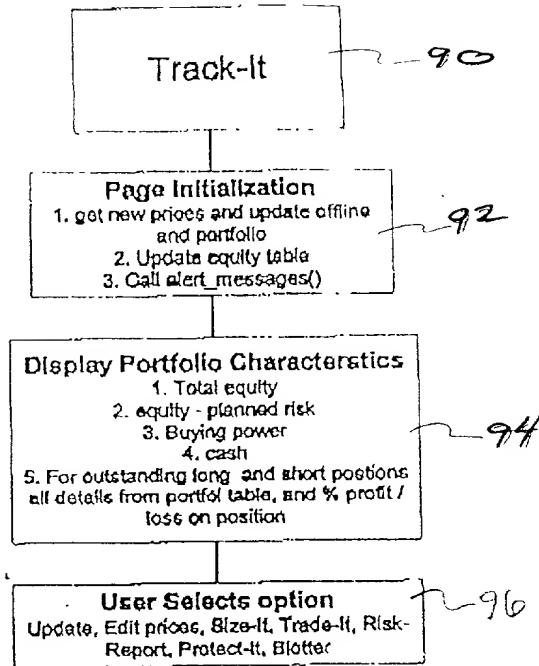 Track-It
90
Page Initialization
1. get new prices and update offline
and portfolio
2. Update equity table
3. Call alert_messages()
92
Display Portfolio Characterstics
1. Total equity
2. equity - planned risk
3. Buying power
4. cash
5. For outstanding long and short postions
all details from portfol table, and % profit /
loss on position
94
User Selects option
Update, Edit prices, Size-It, Trade-It, Risk-
Report, Protect-It, Blotter
96